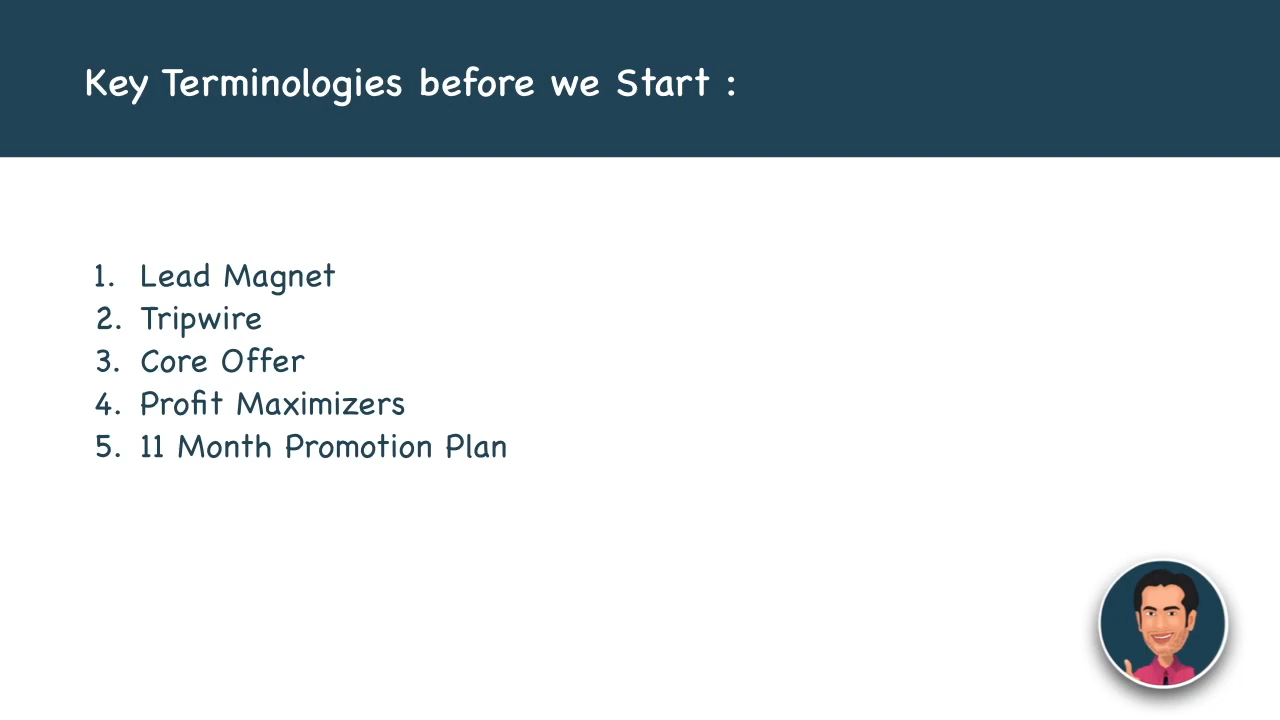 Key Terminologies before we Start :
1. Lead Magnet
2. Tripwire
3. Core Offer
4. Profit Maximizers
5. 11 Month Promotion Plan